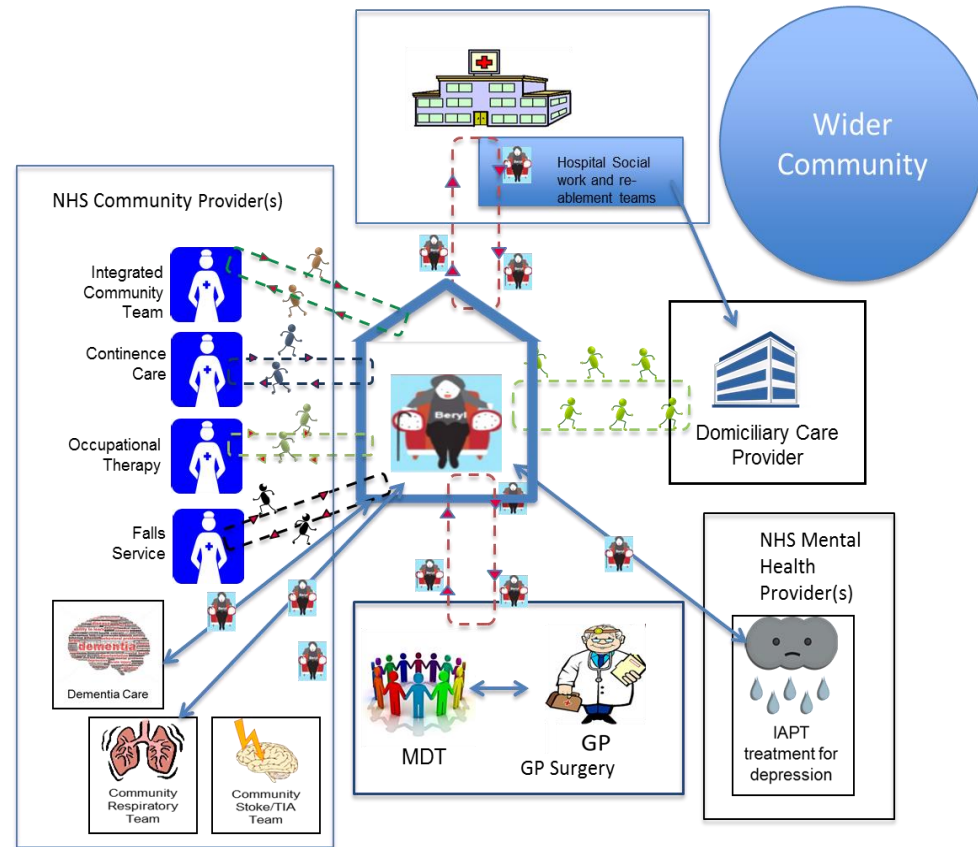 Wider
Community
Hospital Social
work and re-
ablement teams
NHS Community Provider(s)
Integrated
Community
Team
Continence
Care
Occupational
Therapy
Falls
Service
Beryl
Domiciliary Care
Provider
NHS Mental
Health
Provider(s)
IAPT
treatment for
depression
dementia
Dementia Care
Community
Respiratory
Team
Community
Stoke/TIA
Team
MDT
GP
GP Surgery